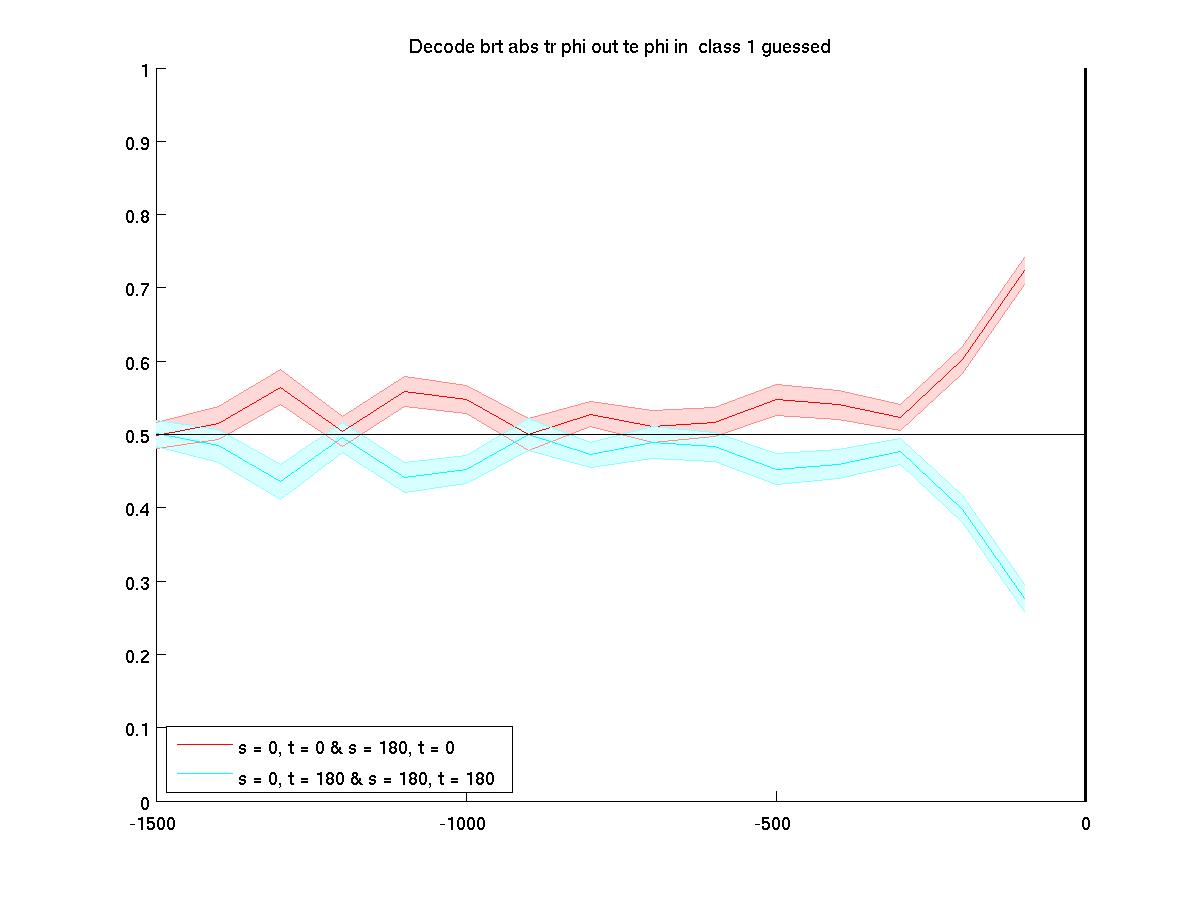 Decode brt abs tr phi out te phi in  class 1 guessed
1
0.9
0.8
0.7
0.6
0.5
0.4
0.3
0.2
0.1
0
s = 0, t = 0 & s = 180, t = 0
s = 0, t = 180 & s = 180, t = 180
-1500 -1000 -500 0